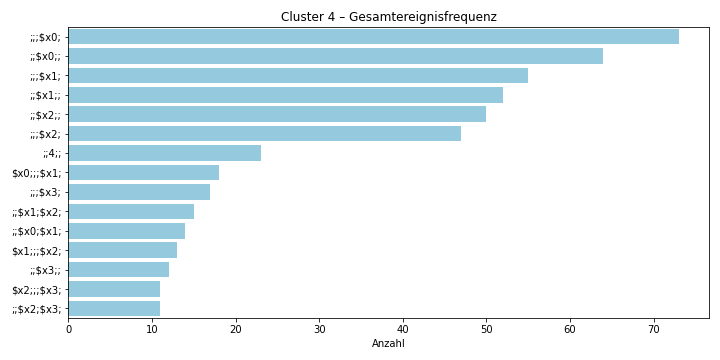 Cluster 4 – Gesamtereignisfrequenz
;;;$x0;
;;$x0;;
;;;$x1;
;;$x1;;
;;$x2;;
;;;$x2;
;;4;;
$x0;;;$x1;
;;;$x3;
;;$x1;$x2;
;;$x0;$x1;
$x1;;;$x2;
;;$x3;;
$x2;;;$x3;
;;$x2;$x3;
0 10 20 30 40 50 60 70
Anzahl